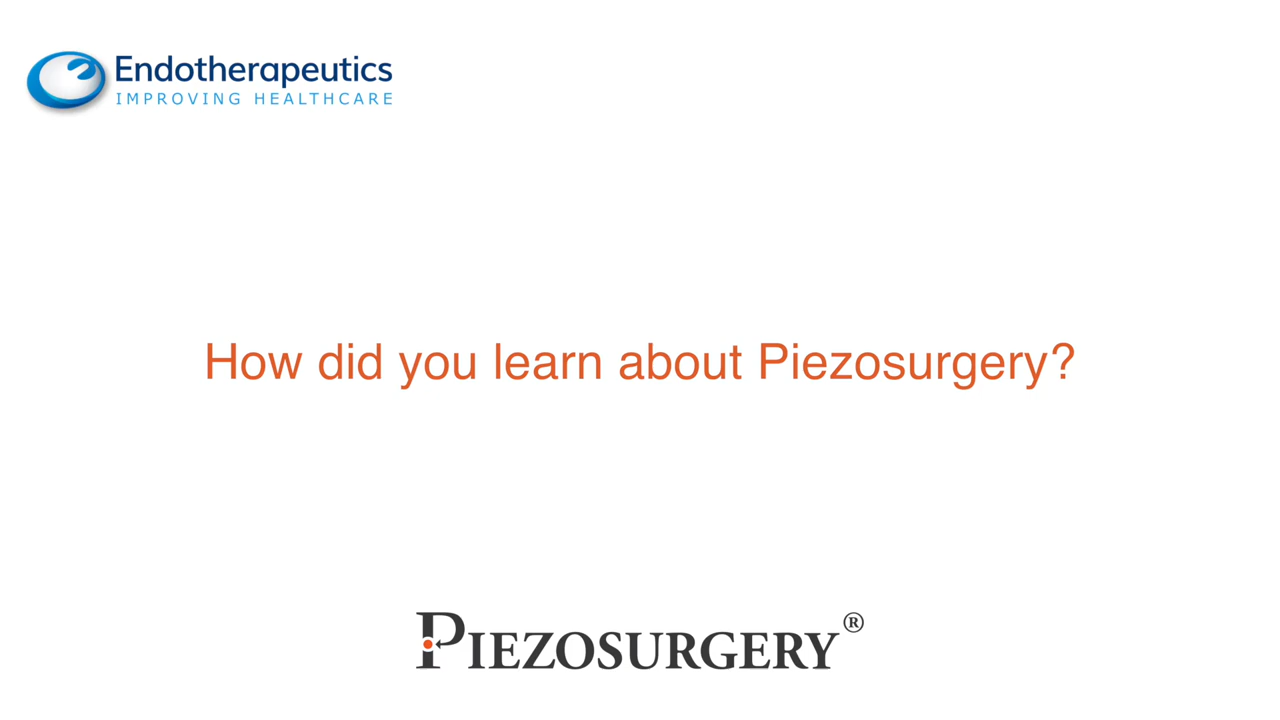 Endotherapeutics
IMPROVING HEALTHCARE
How did you learn about Piezosurgery?
PIEZOSURGERY®